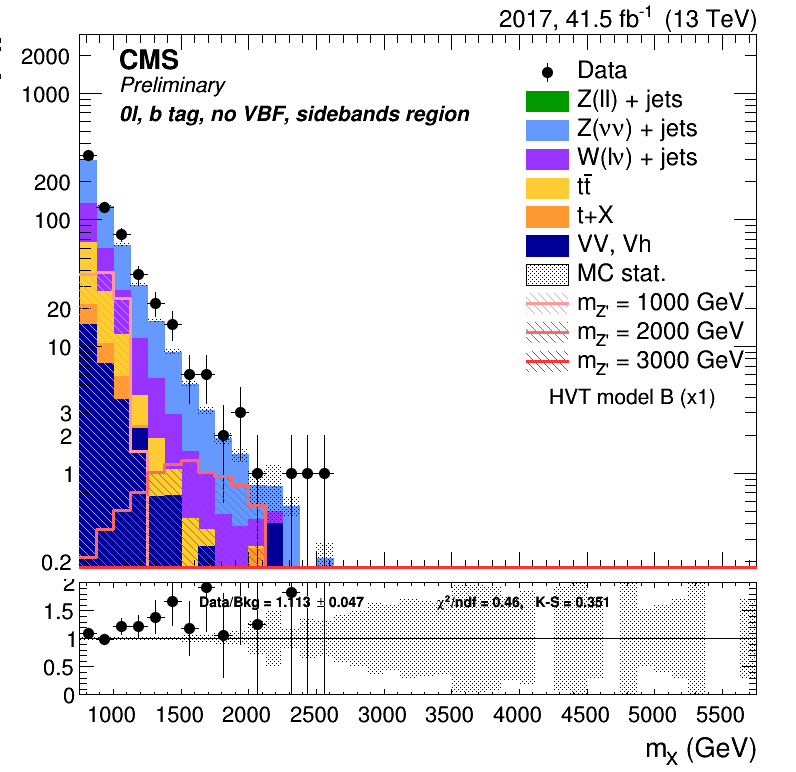 2017, 41.5 fb⁻¹ (13 TeV)
CMS
Preliminary
0l, b tag, no VBF, sidebands region
Data
Z(ll) + jets
Z(νν) + jets
W(lν) + jets
tt̄
t+X
VV, Vh
MC stat.
m_Z' = 1000 GeV
m_Z' = 2000 GeV
m_Z' = 3000 GeV
HVT model B (x1)
2000
1000
200
100
20
10
3
2
1
0.2
2
1.5
1
0.5
0
Data/Bkg = 1.113 ± 0.047
χ²/ndf = 0.46, K-S = 0.351
1000 1500 2000 2500 3000 3500 4000 4500 5000 5500
m_X (GeV)